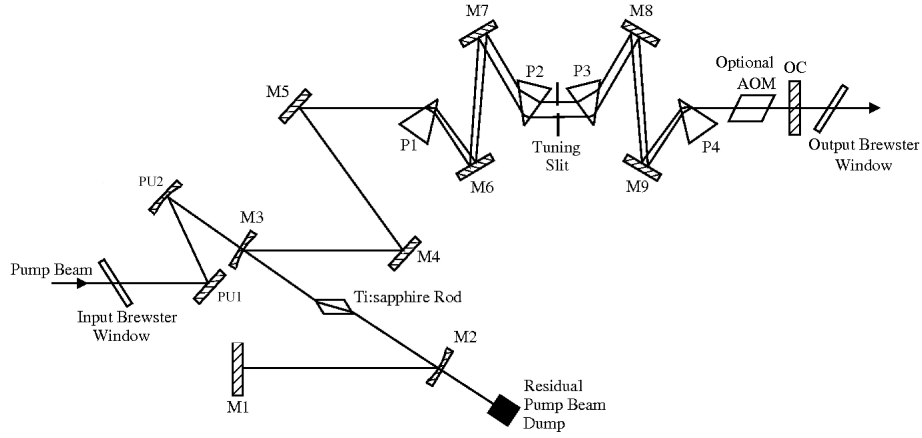 M7
M8
P2
P3
Optional
AOM
OC
M5
P1
Tuning
Slit
M6
M9
P4
Output Brewster
Window
PU2
M3
M4
Pump Beam
PU1
Input Brewster
Window
Ti:sapphire Rod
M2
M1
Residual
Pump Beam
Dump